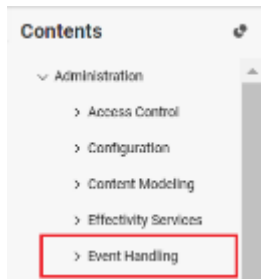 Contents
Administration
Access Control
Configuration
Content Modeling
Effectivity Services
Event Handling